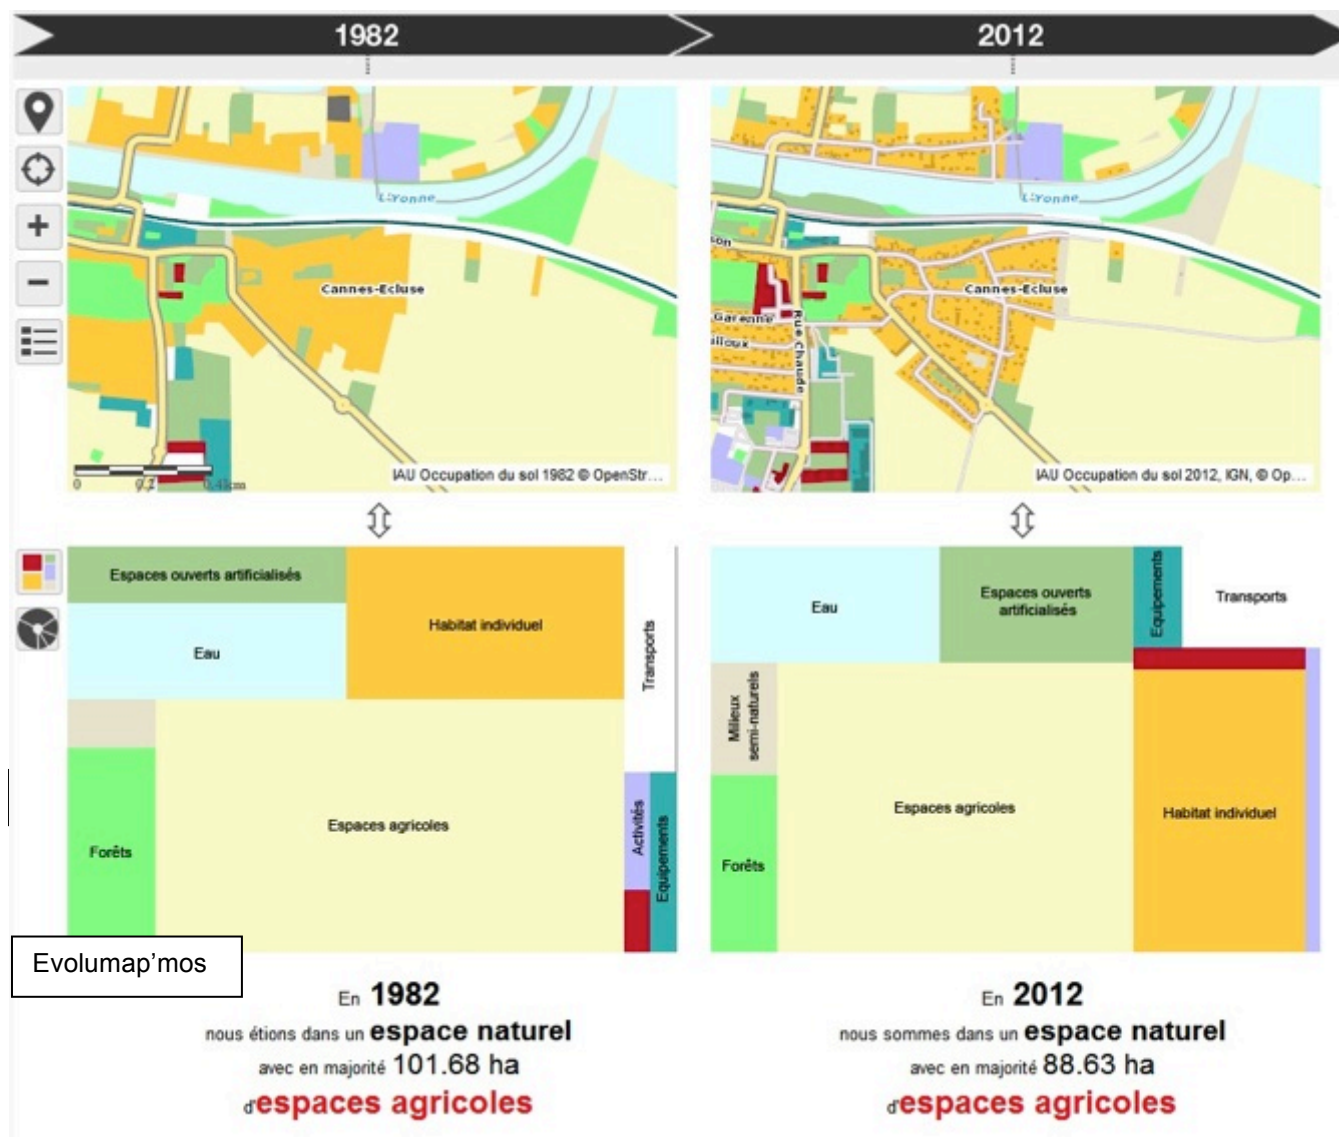 1982
2012
L'Yonne
Cannes-Ecluse
0
IAU Occupation du sol 1982 © OpenStr...
L'Yonne
son
Cannes-Ecluse
Garenne
illoux
Rue Chaude
IAU Occupation du sol 2012, IGN, © Op...
Espaces ouverts artificialisés
Eau
Habitat individuel
Transports
Forêts
Espaces agricoles
Activités
Equipements
Eau
Espaces ouverts
artificialisés
Equipements
Transports
Milieux
semi-naturels
Forêts
Espaces agricoles
Habitat individuel
Evolumap'mos
En 1982
nous étions dans un espace naturel
avec en majorité 101.68 ha
d'espaces agricoles
En 2012
nous sommes dans un espace naturel
avec en majorité 88.63 ha
d'espaces agricoles